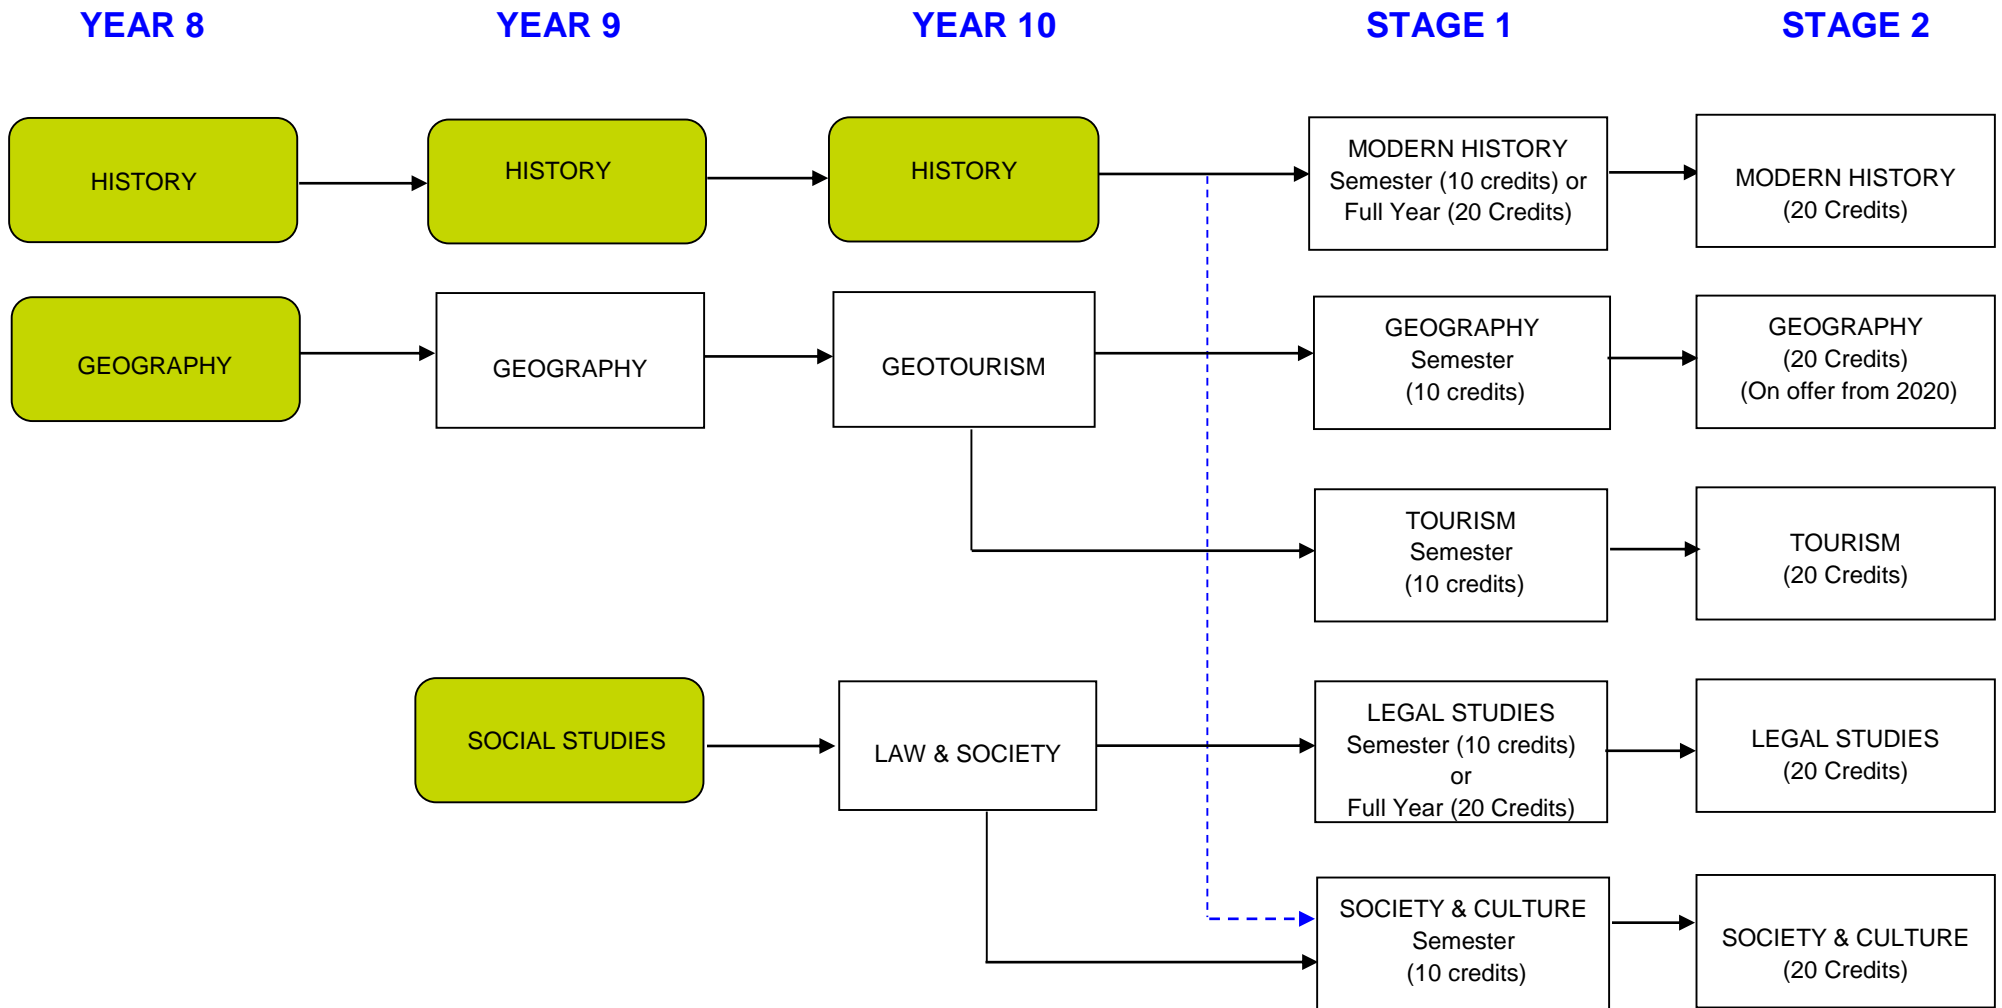 YEAR 8
YEAR 9
YEAR 10
STAGE 1
STAGE 2
HISTORY
HISTORY
HISTORY
MODERN HISTORY
Semester (10 credits) or
Full Year (20 Credits)
MODERN HISTORY
(20 Credits)
GEOGRAPHY
GEOGRAPHY
GEOTOURISM
GEOGRAPHY
Semester
(10 credits)
GEOGRAPHY
(20 Credits)
(On offer from 2020)
TOURISM
Semester
(10 credits)
TOURISM
(20 Credits)
SOCIAL STUDIES
LAW & SOCIETY
LEGAL STUDIES
Semester (10 credits)
or
Full Year (20 Credits)
LEGAL STUDIES
(20 Credits)
SOCIETY & CULTURE
Semester
(10 credits)
SOCIETY & CULTURE
(20 Credits)